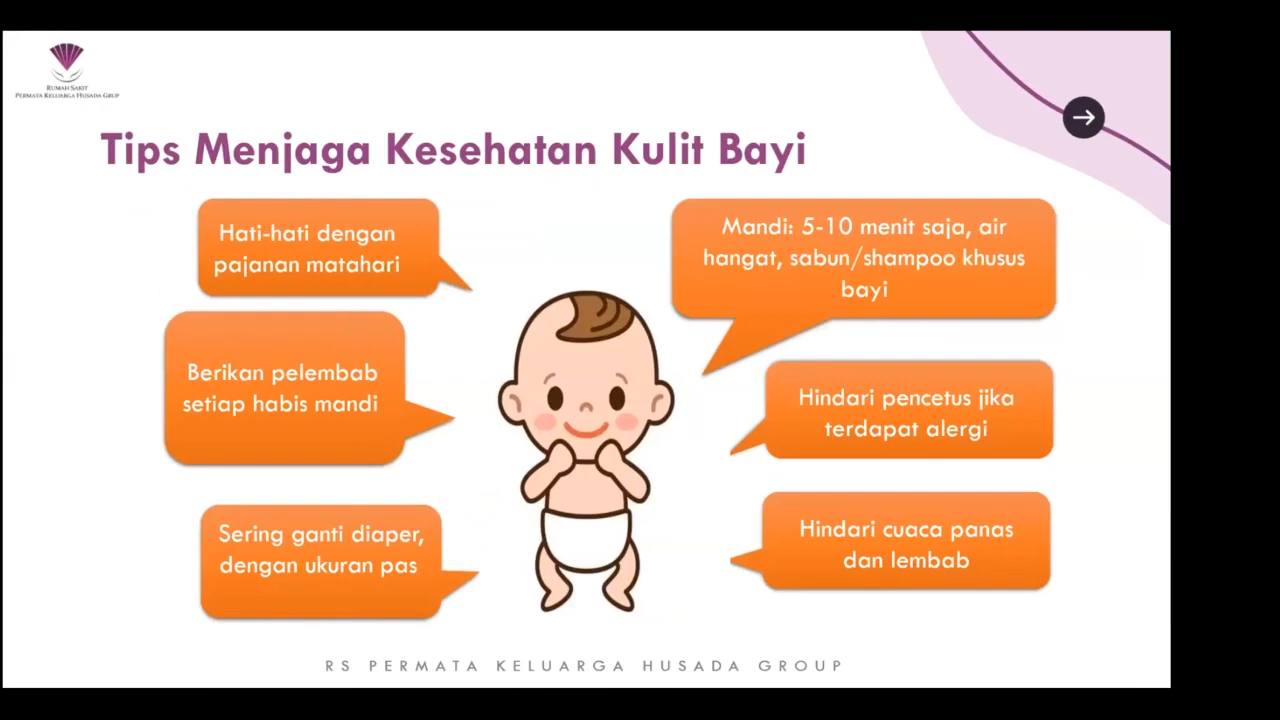 RUMAH SAKIT
PERMATA KELUARGA HUSADA GRUP
Tips Menjaga Kesehatan Kulit Bayi
Hati-hati dengan
pajanan matahari
Mandi: 5-10 menit saja, air
hangat, sabun/shampoo khusus
bayi
Berikan pelembab
setiap habis mandi
Hindari pencetus jika
terdapat alergi
Sering ganti diaper,
dengan ukuran pas
Hindari cuaca panas
dan lembab
RS PERMATA KELUARGA HUSADA GROUP